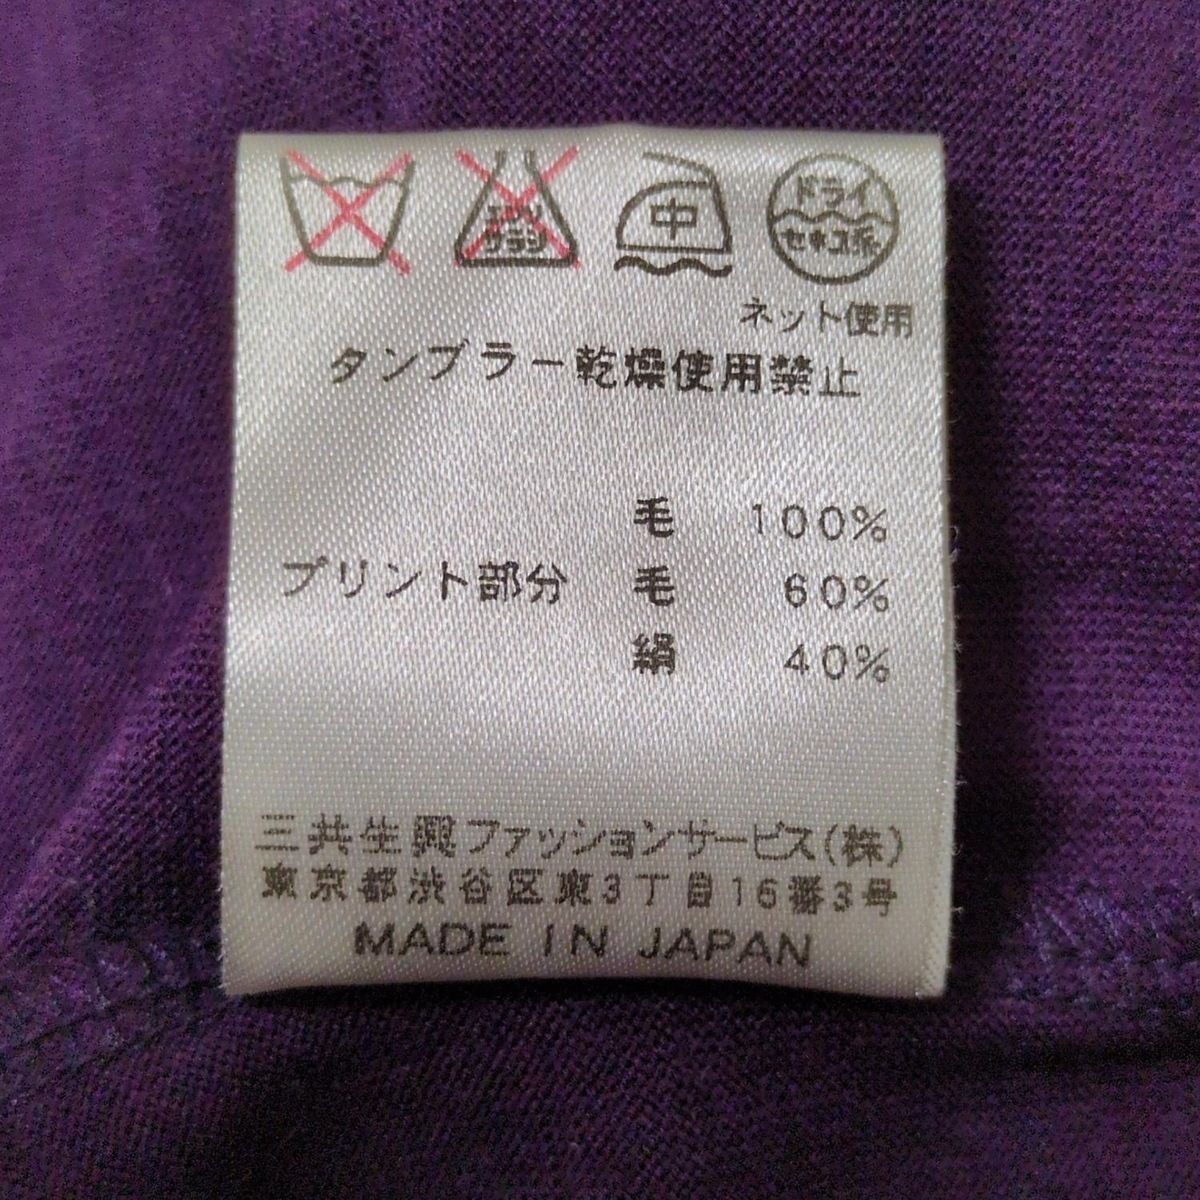 エンソ
サラシ
中
ドライ
セキユ系
ネット使用
タンブラー乾燥使用禁止
毛 100%
プリント部分 毛 60%
絹 40%
三共生興ファッションサービス(株)
東京都渋谷区東3丁目16番3号
MADE IN JAPAN